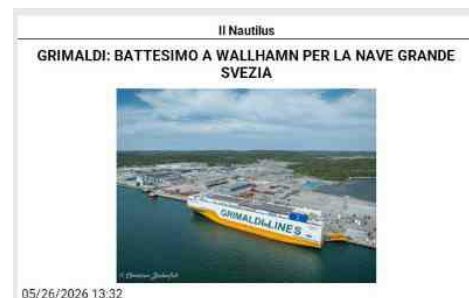 Il Nautilus
GRIMALDI: BATTESIMO A WALLHAMN PER LA NAVE GRANDE
SVEZIA
GRIMALDI LINES
05/26/2026 13:32